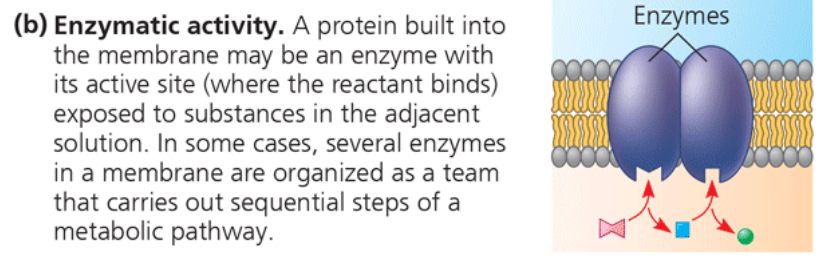 (b) Enzymatic activity. A protein built into
the membrane may be an enzyme with
its active site (where the reactant binds)
exposed to substances in the adjacent
solution. In some cases, several enzymes
in a membrane are organized as a team
that carries out sequential steps of a
metabolic pathway.
Enzymes